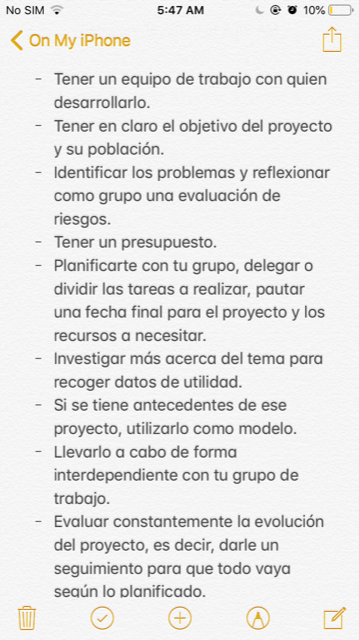 No SIM 5:47 AM 10%
On My iPhone
- Tener un equipo de trabajo con quien
desarrollarlo.
- Tener en claro el objetivo del proyecto
y su población.
- Identificar los problemas y reflexionar
como grupo una evaluación de
riesgos.
- Tener un presupuesto.
- Planificarte con tu grupo, delegar o
dividir las tareas a realizar, pautar
una fecha final para el proyecto y los
recursos a necesitar.
- Investigar más acerca del tema para
recoger datos de utilidad.
- Si se tiene antecedentes de ese
proyecto, utilizarlo como modelo.
- Llevarlo a cabo de forma
interdependiente con tu grupo de
trabajo.
- Evaluar constantemente la evolución
del proyecto, es decir, darle un
seguimiento para que todo vaya
según lo planificado.